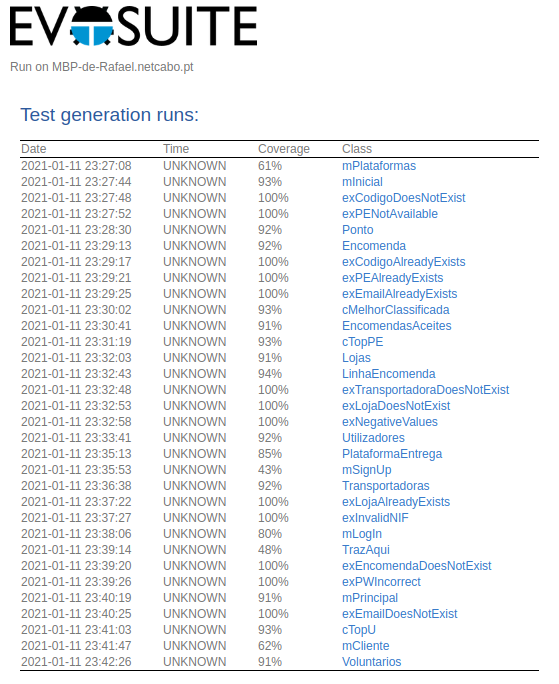 EVOSUITE
Run on MBP-de-Rafael.netcabo.pt
Test generation runs:
Date Time Coverage Class
2021-01-11 23:27:08 UNKNOWN 61% mPlataformas
2021-01-11 23:27:44 UNKNOWN 93% mInicial
2021-01-11 23:27:48 UNKNOWN 100% exCodigoDoesNotExist
2021-01-11 23:27:52 UNKNOWN 100% exPENotAvailable
2021-01-11 23:28:30 UNKNOWN 92% Ponto
2021-01-11 23:29:13 UNKNOWN 92% Encomenda
2021-01-11 23:29:17 UNKNOWN 100% exCodigoAlreadyExists
2021-01-11 23:29:21 UNKNOWN 100% exPEAlreadyExists
2021-01-11 23:29:25 UNKNOWN 100% exEmailAlreadyExists
2021-01-11 23:30:02 UNKNOWN 93% cMelhorClassificada
2021-01-11 23:30:41 UNKNOWN 91% EncomendasAceites
2021-01-11 23:31:19 UNKNOWN 93% cTopPE
2021-01-11 23:32:03 UNKNOWN 91% Lojas
2021-01-11 23:32:43 UNKNOWN 94% LinhaEncomenda
2021-01-11 23:32:48 UNKNOWN 100% exTransportadoraDoesNotExist
2021-01-11 23:32:53 UNKNOWN 100% exLojaDoesNotExist
2021-01-11 23:32:58 UNKNOWN 100% exNegativeValues
2021-01-11 23:33:41 UNKNOWN 92% Utilizadores
2021-01-11 23:35:13 UNKNOWN 85% PlataformaEntrega
2021-01-11 23:35:53 UNKNOWN 43% mSignUp
2021-01-11 23:36:38 UNKNOWN 92% Transportadoras
2021-01-11 23:37:22 UNKNOWN 100% exLojaAlreadyExists
2021-01-11 23:37:27 UNKNOWN 100% exInvalidNIF
2021-01-11 23:38:06 UNKNOWN 80% mLogIn
2021-01-11 23:39:14 UNKNOWN 48% TrazAqui
2021-01-11 23:39:20 UNKNOWN 100% exEncomendaDoesNotExist
2021-01-11 23:39:26 UNKNOWN 100% exPWIncorrect
2021-01-11 23:40:19 UNKNOWN 91% mPrincipal
2021-01-11 23:40:25 UNKNOWN 100% exEmailDoesNotExist
2021-01-11 23:41:03 UNKNOWN 93% cTopU
2021-01-11 23:41:47 UNKNOWN 62% mCliente
2021-01-11 23:42:26 UNKNOWN 91% Voluntarios